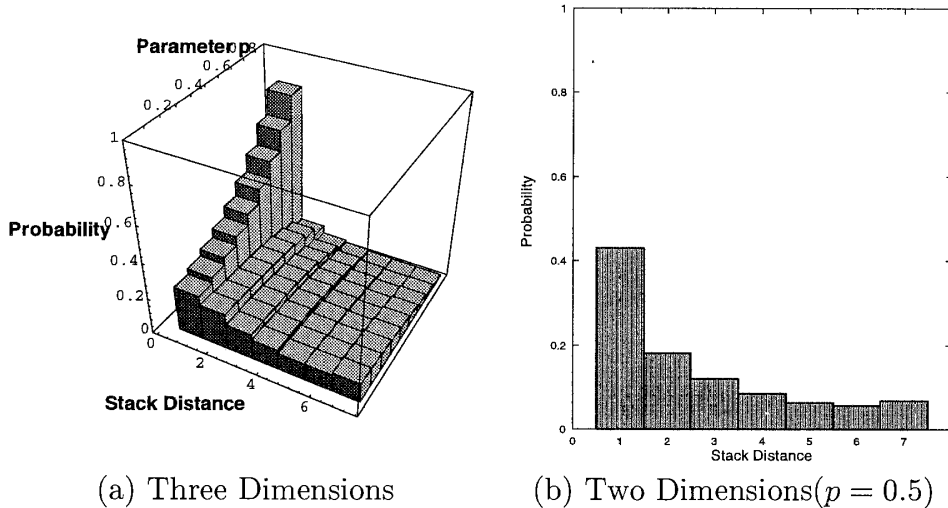 Parameter p
0.8
0.6
0.4
0.2
1
0.8
0.6
0.4
0.2
0
Probability
0
2
4
6
Stack Distance
(a) Three Dimensions
1
0.8
0.6
0.4
0.2
0
Probability
0 1 2 3 4 5 6 7
Stack Distance
(b) Two Dimensions(p = 0.5)